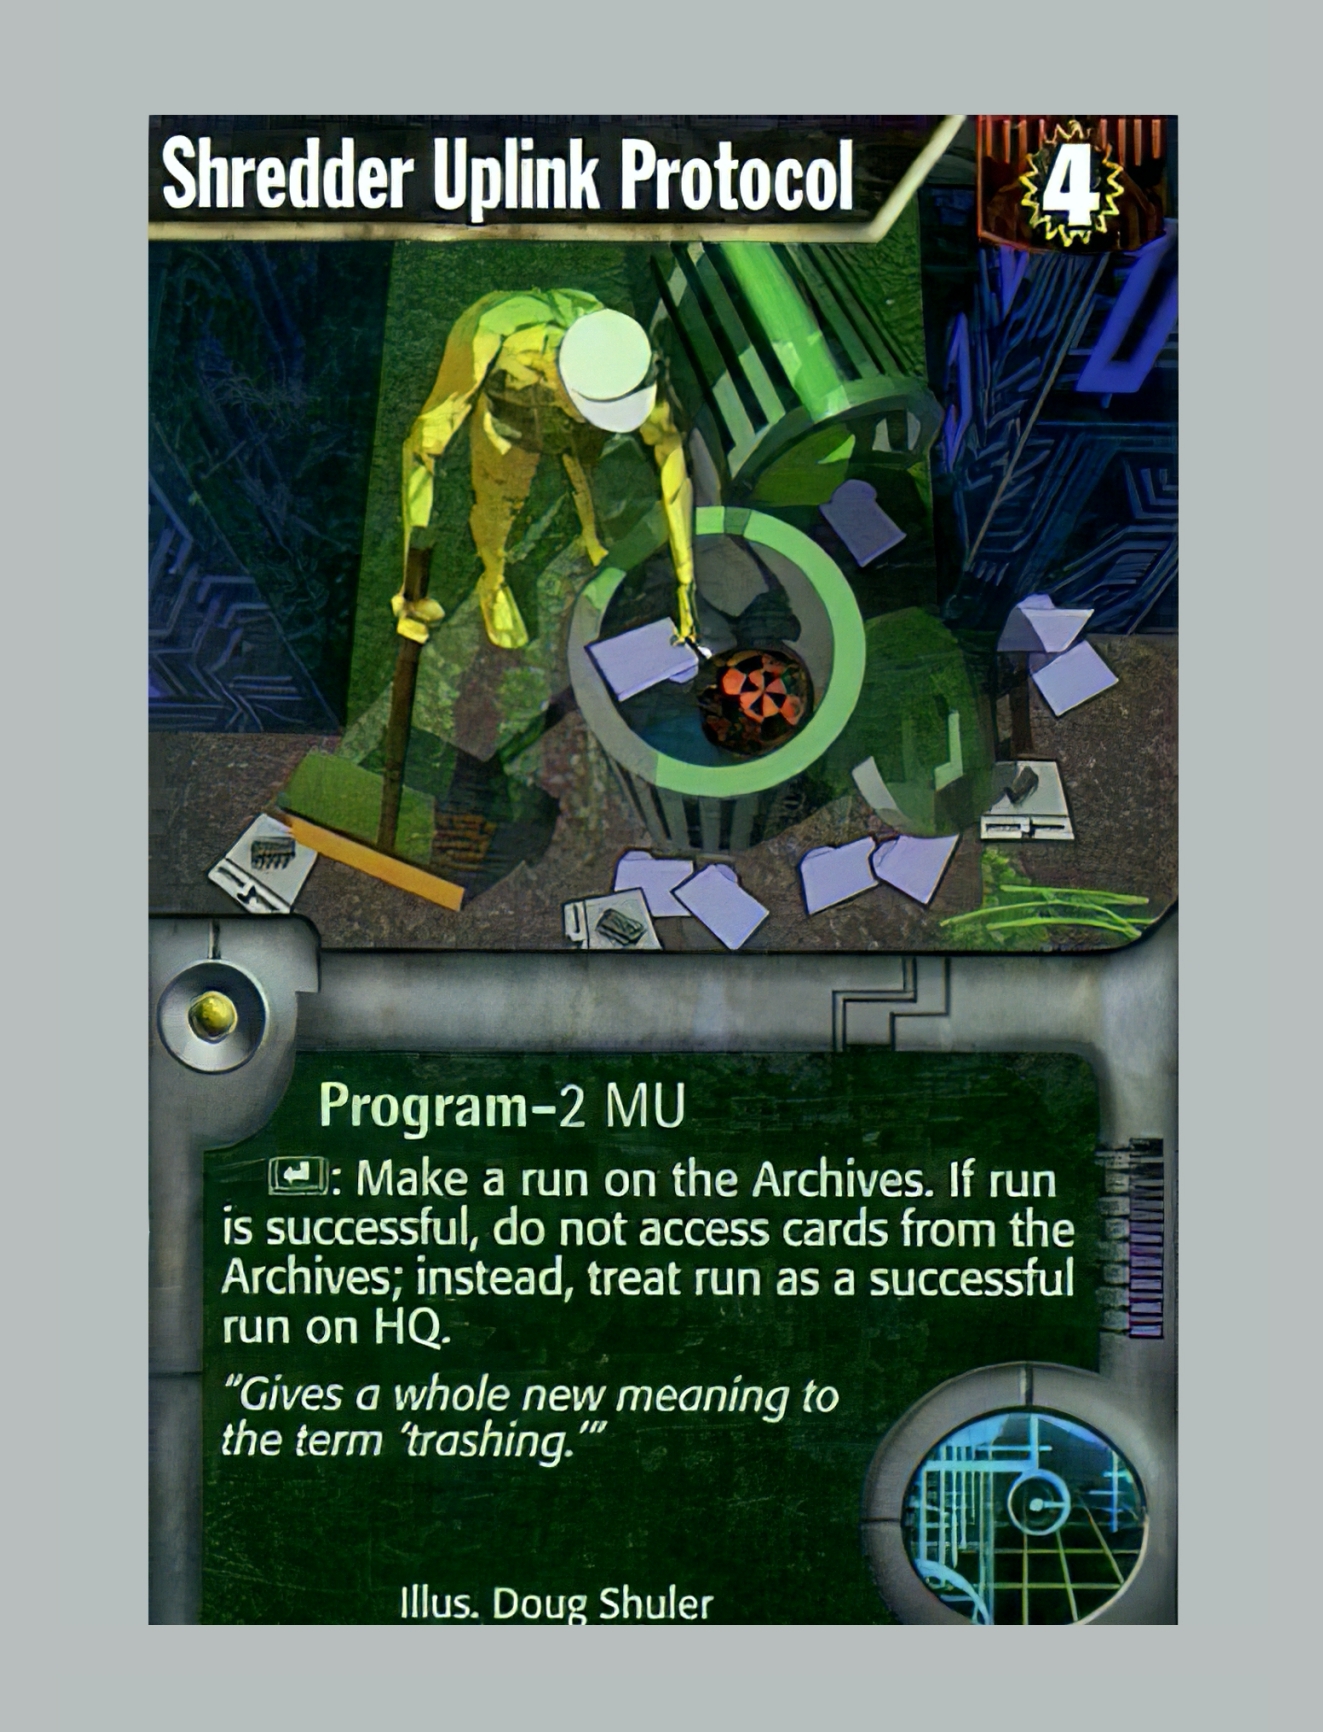 Shredder Uplink Protocol
4
Program–2 MU
: Make a run on the Archives. If run
is successful, do not access cards from the
Archives; instead, treat run as a successful
run on HQ.
"Gives a whole new meaning to
the term 'trashing.'"
Illus. Doug Shuler